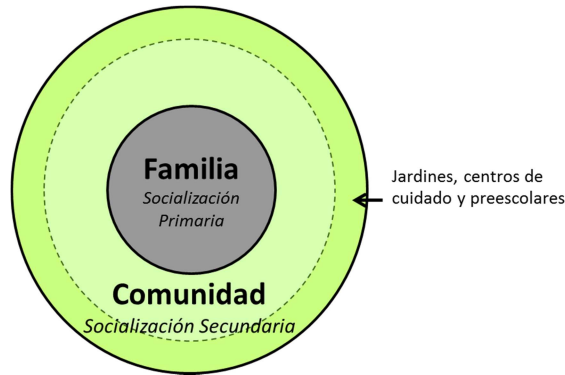 Familia
Socialización
Primaria
Jardines, centros de
cuidado y preescolares
Comunidad
Socialización Secundaria